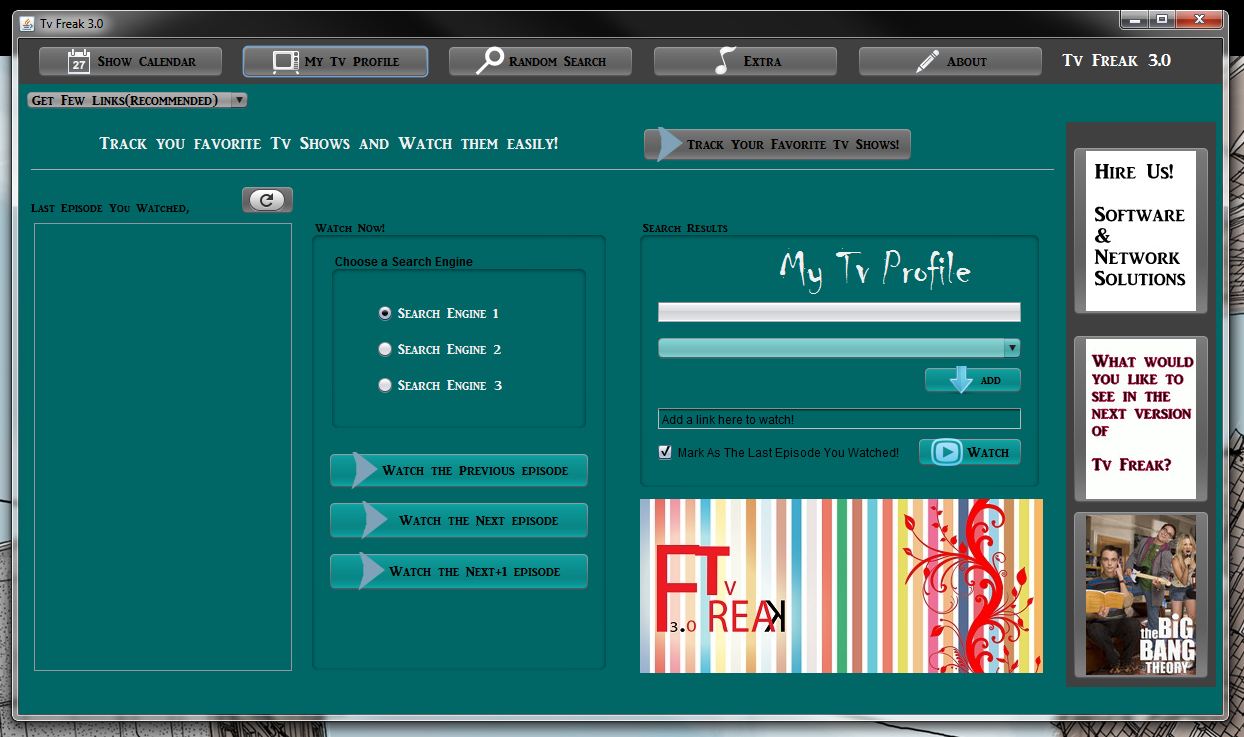 Tv Freak 3.0
27
Show Calendar
My Tv Profile
Random Search
Extra
About
Tv Freak 3.0
Get Few Links(Recommended)
Track you favorite Tv Shows and Watch them easily!
Track Your Favorite Tv Shows!
Last Episode You Watched,
Watch Now!
Choose a Search Engine
Search Engine 1
Search Engine 2
Search Engine 3
Watch the Previous episode
Watch the Next episode
Watch the Next+1 episode
Search Results
My Tv Profile
ADD
Add a link here to watch!
Mark As The Last Episode You Watched!
Watch
FT
V
3.0 REAK
Hire Us!
Software
&
Network
Solutions
What would
you like to
see in the
next version
of
Tv Freak?
the BIG
BANG
THEORY